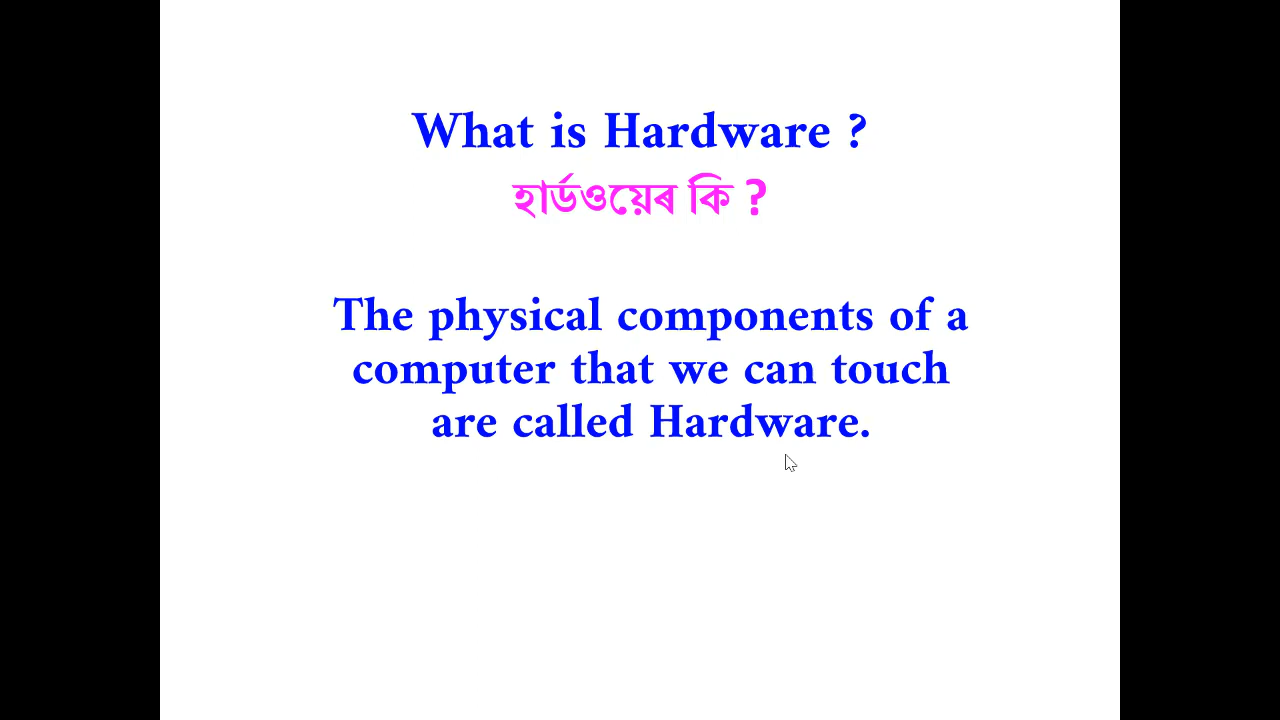 What is Hardware ?
হাৰ্ডওয়েৰ কি ?
The physical components of a
computer that we can touch
are called Hardware.